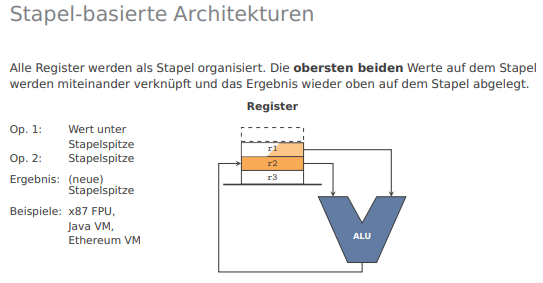 Stapel-basierte Architekturen
Alle Register werden als Stapel organisiert. Die obersten beiden Werte auf dem Stapel
werden miteinander verknüpft und das Ergebnis wieder oben auf dem Stapel abgelegt.
Register
Op. 1: Wert unter
Stapelspitze
Op. 2: Stapelspitze
Ergebnis: (neue)
Stapelspitze
Beispiele: x87 FPU,
Java VM,
Ethereum VM
r1
r2
r3
ALU